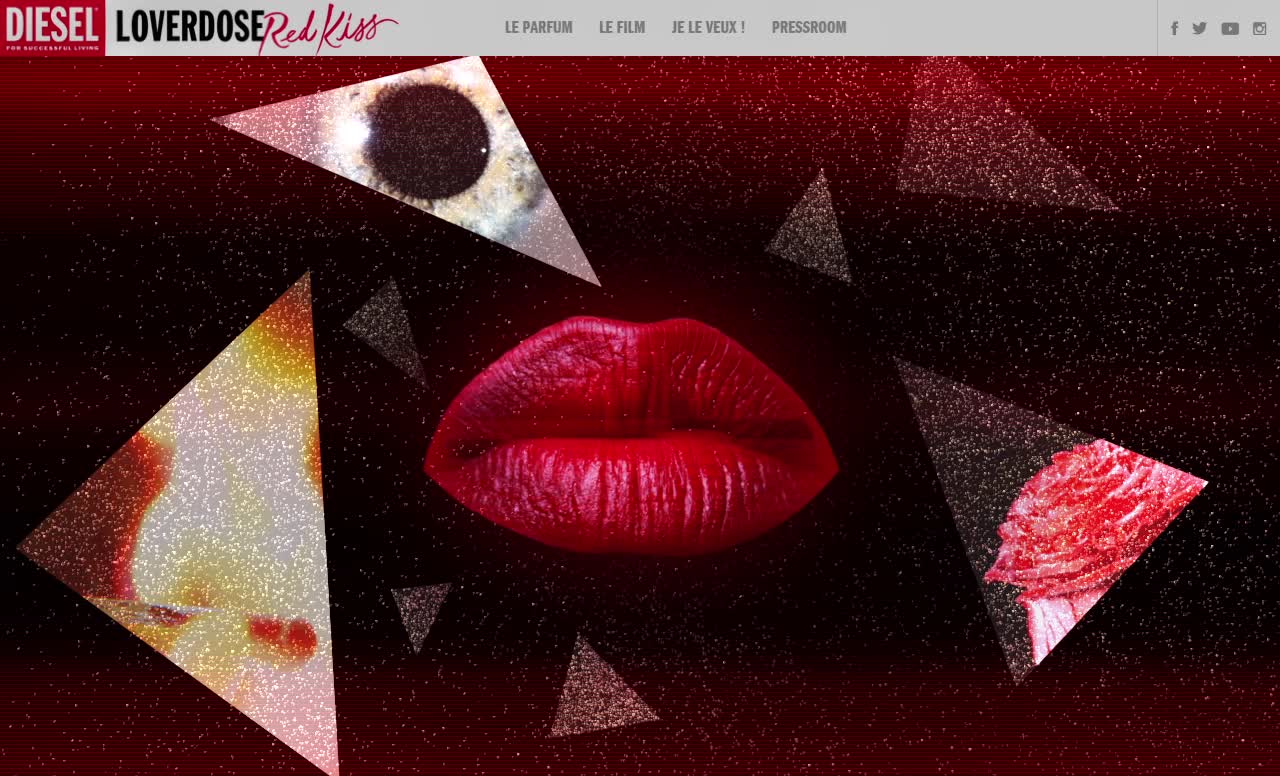 DIESEL
FOR SUCCESSFUL LIVING
LOVERDOSE Red Kiss
LE PARFUM
LE FILM
JE LE VEUX !
PRESSROOM